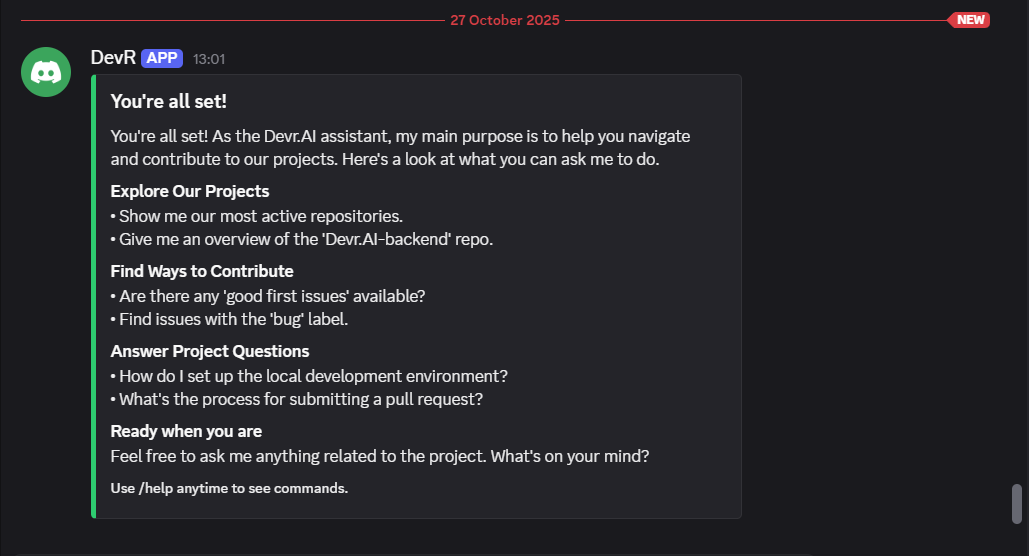 27 October 2025
NEW
DevR APP 13:01
You're all set!
You're all set! As the Devr.AI assistant, my main purpose is to help you navigate
and contribute to our projects. Here's a look at what you can ask me to do.
Explore Our Projects
• Show me our most active repositories.
• Give me an overview of the 'Devr.AI-backend' repo.
Find Ways to Contribute
• Are there any 'good first issues' available?
• Find issues with the 'bug' label.
Answer Project Questions
• How do I set up the local development environment?
• What's the process for submitting a pull request?
Ready when you are
Feel free to ask me anything related to the project. What's on your mind?
Use /help anytime to see commands.